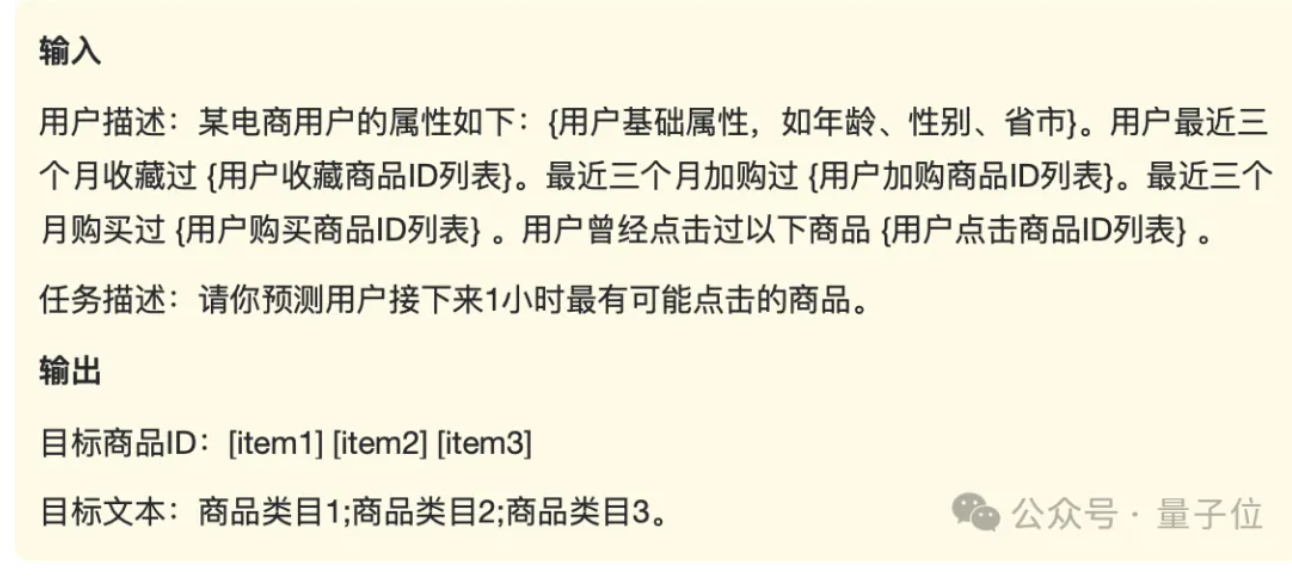 输入
用户描述：某电商用户的属性如下：{用户基础属性，如年龄、性别、省市}。用户最近三
个月收藏过 {用户收藏商品ID列表}。最近三个月加购过 {用户加购商品ID列表}。最近三个
月购买过 {用户购买商品ID列表} 。用户曾经点击过以下商品 {用户点击商品ID列表} 。
任务描述：请你预测用户接下来1小时最有可能点击的商品。
输出
目标商品ID：[item1] [item2] [item3]
目标文本：商品类目1;商品类目2;商品类目3。
公众号 · 量子位